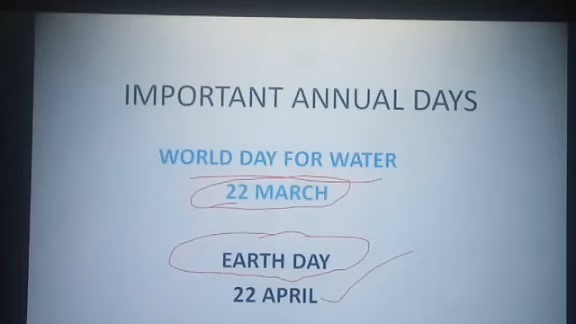 IMPORTANT ANNUAL DAYS
WORLD DAY FOR WATER
22 MARCH
EARTH DAY
22 APRIL